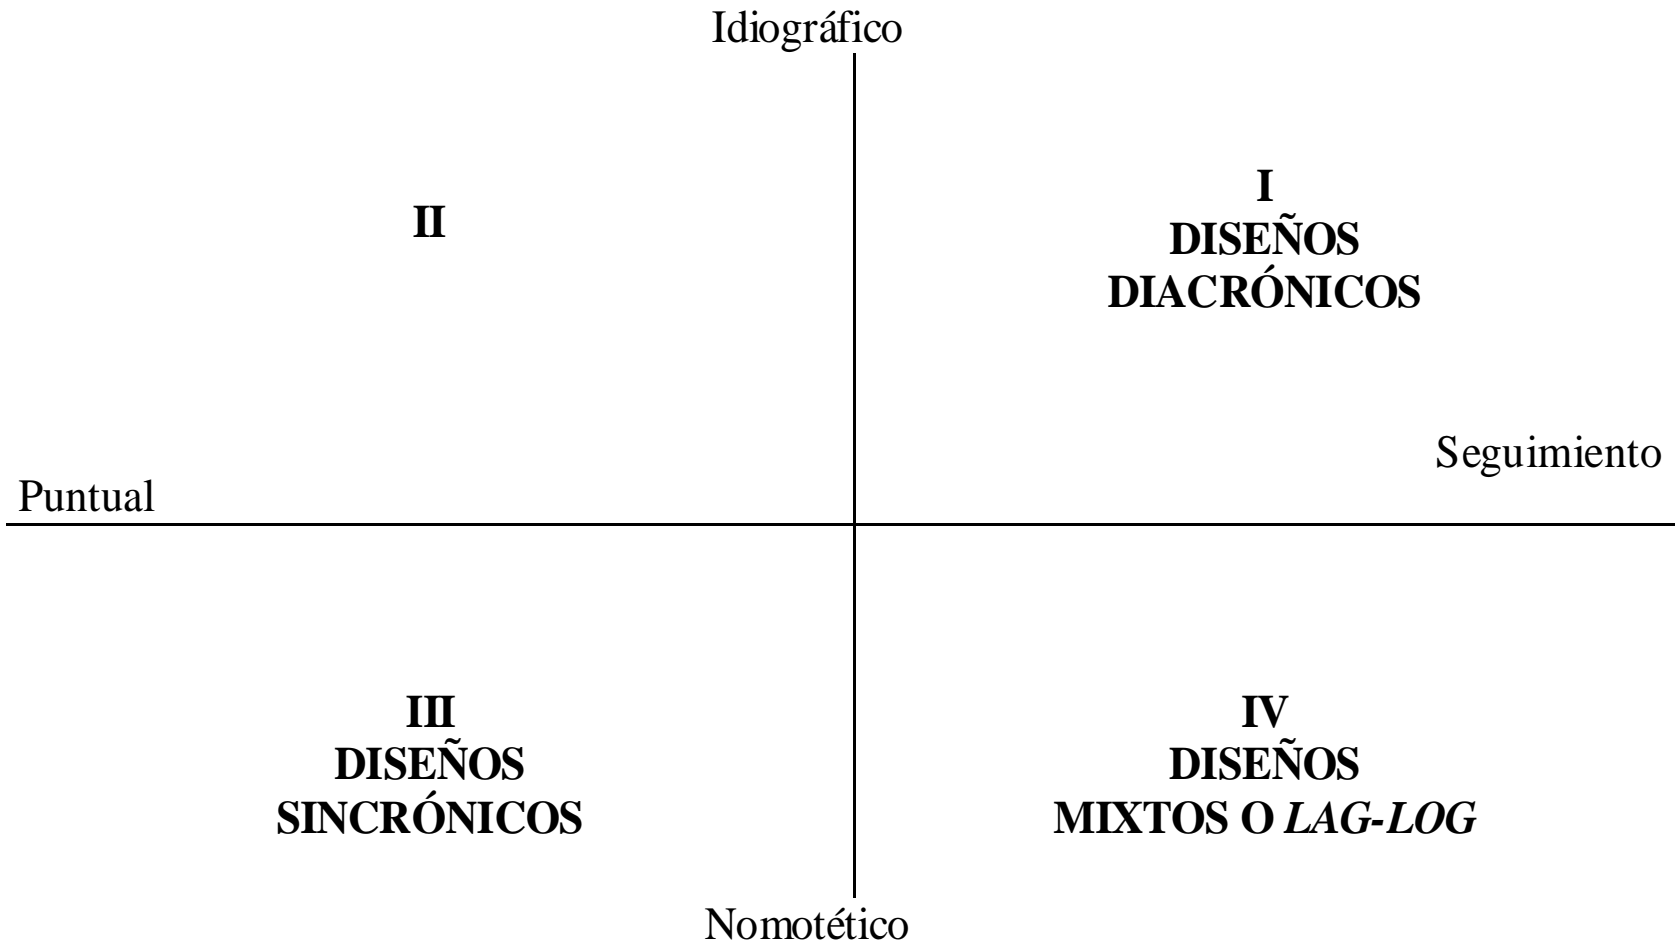 Idiográfico
II
I
DISEÑOS
DIACRÓNICOS
Seguimiento
Puntual
III
DISEÑOS
SINCRÓNICOS
IV
DISEÑOS
MIXTOS O LAG-LOG
Nomotético